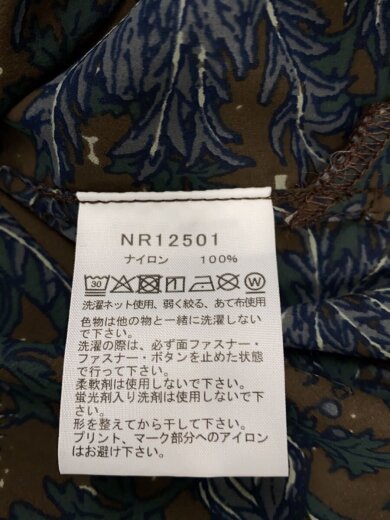 NR12501
ナイロン 100%
30 W
洗濯ネット使用、弱く絞る、あて布使用
色物は他の物と一緒に洗濯しない
で下さい。
洗濯の際は、必ず面ファスナー・
ファスナー・ボタンを止めた状態
で行って下さい。
柔軟剤は使用しないで下さい。
蛍光剤入り洗剤は使用しないで下
さい。
形を整えてから干して下さい。
プリント、マーク部分へのアイロン
はお避け下さい。